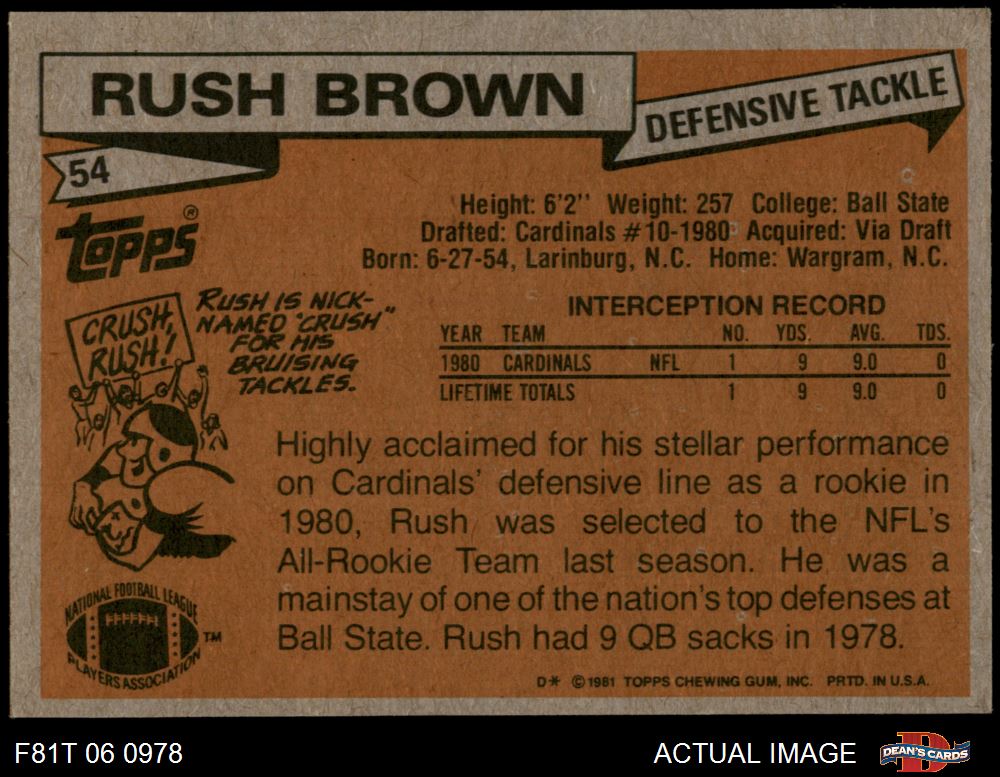 RUSH BROWN
DEFENSIVE TACKLE
54
TOPPS®
Height: 6'2" Weight: 257 College: Ball State
Drafted: Cardinals #10-1980 Acquired: Via Draft
Born: 6-27-54, Larinburg, N.C. Home: Wargram, N.C.
CRUSH,
RUSH!
RUSH IS NICK-
NAMED "CRUSH"
FOR HIS
BRUISING
TACKLES.
INTERCEPTION RECORD
YEAR TEAM NO. YDS. AVG. TDS.
1980 CARDINALS NFL 1 9 9.0 0
LIFETIME TOTALS 1 9 9.0 0
Highly acclaimed for his stellar performance
on Cardinals' defensive line as a rookie in
1980, Rush was selected to the NFL's
All-Rookie Team last season. He was a
mainstay of one of the nation's top defenses at
Ball State. Rush had 9 QB sacks in 1978.
NATIONAL FOOTBALL LEAGUE
PLAYERS ASSOCIATION
TM
D* © 1981 TOPPS CHEWING GUM, INC. PRTD. IN U.S.A.
F81T 06 0978
ACTUAL IMAGE
DEAN'S CARDS